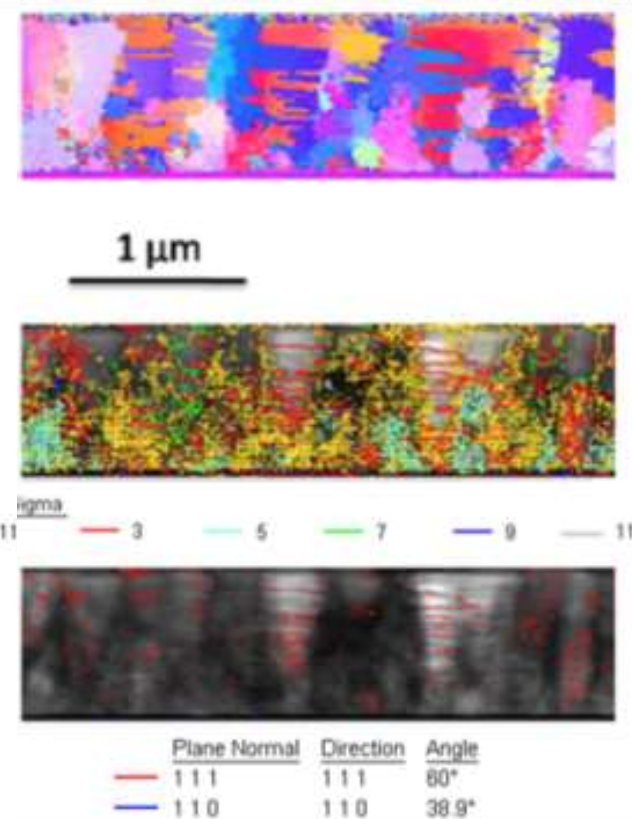 1 μm
igma
11 3 5 7 9 11
Plane Normal Direction Angle
1 1 1 1 1 1 60°
1 1 0 1 1 0 38.9°